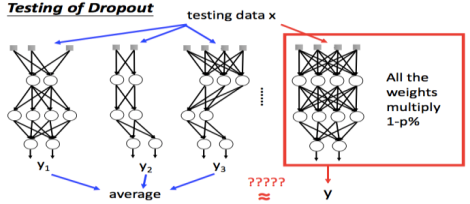 Testing of Dropout
testing data x
All the
weights
multiply
1-p%
......
y₁
y₂
y₃
average
?????
≈
y